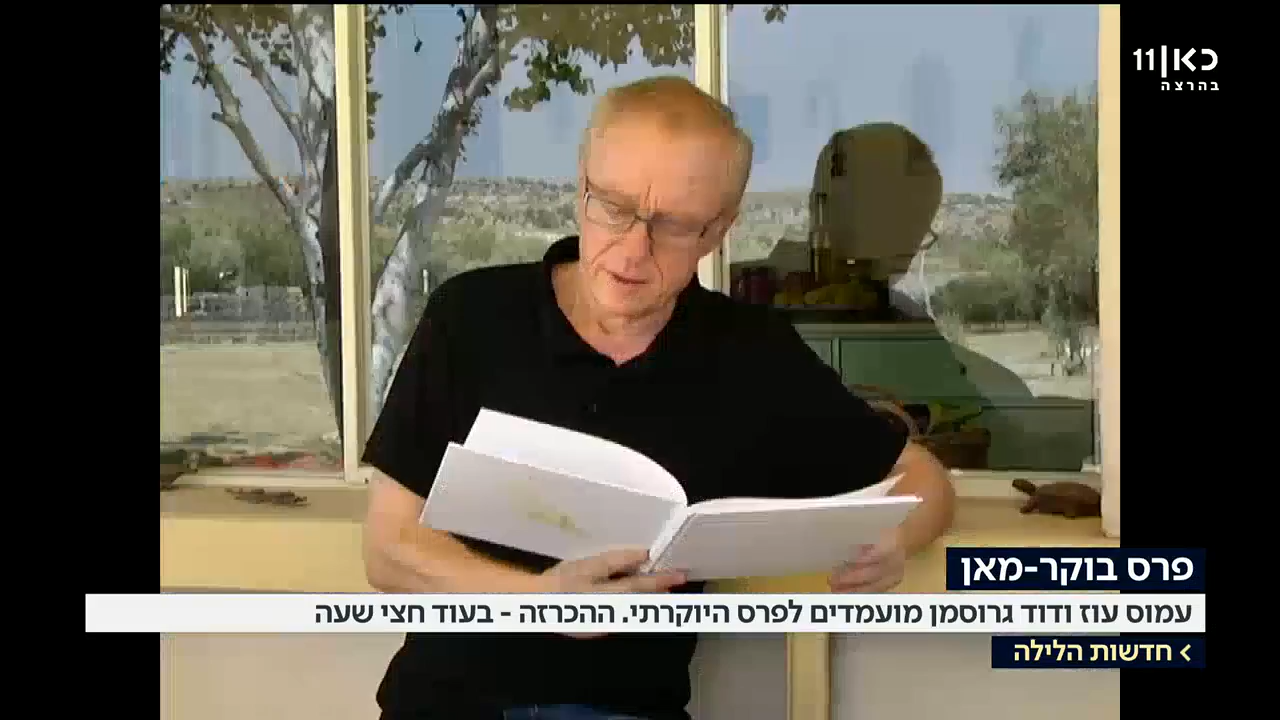 כאן 11
בהרצה
פרס בוקר-מאן
עמוס עוז ודוד גרוסמן מועמדים לפרס היוקרתי. ההכרזה - בעוד חצי שעה
חדשות הלילה